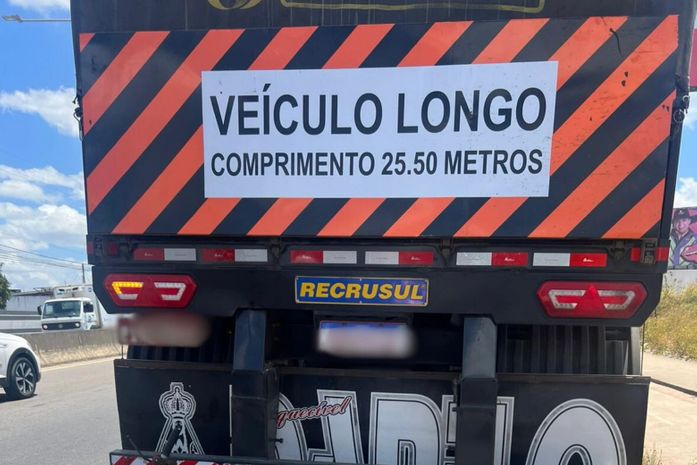 VEÍCULO LONGO
COMPRIMENTO 25.50 METROS
RECRUSUL